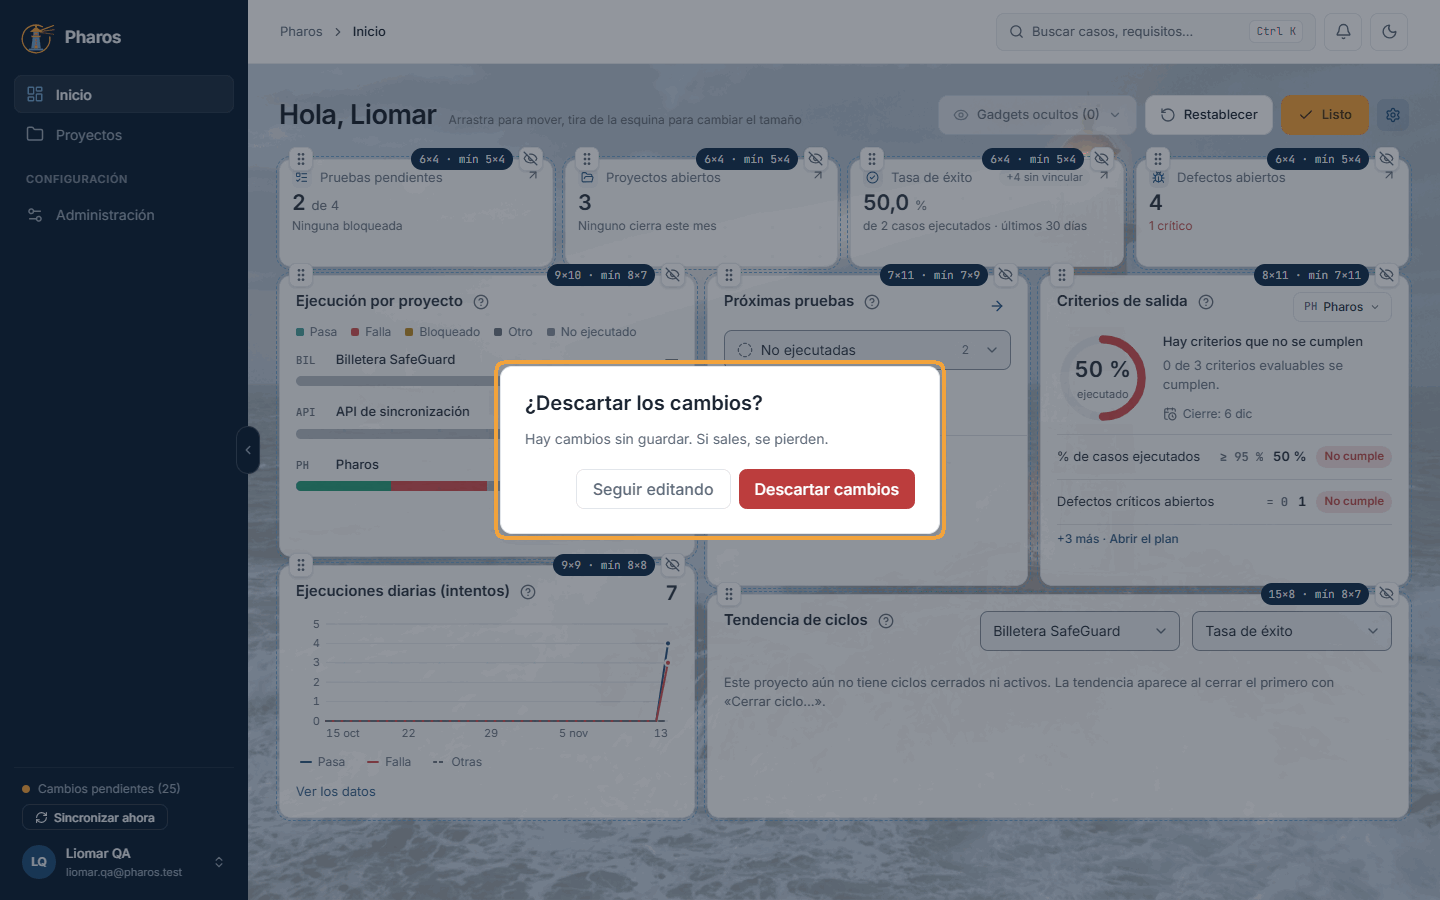 Pharos
Inicio
Proyectos
CONFIGURACIÓN
Administración
Cambios pendientes (25)
Sincronizar ahora
LQ
Liomar QA
liomar.qa@pharos.test
Pharos > Inicio
Buscar casos, requisitos...
Ctrl K
Hola, Liomar
Arrastra para mover, tira de la esquina para cambiar el tamaño
Gadgets ocultos (0)
Restablecer
Listo
6×4 · mín 5×4
Pruebas pendientes
2 de 4
Ninguna bloqueada
6×4 · mín 5×4
Proyectos abiertos
3
Ninguno cierra este mes
6×4 · mín 5×4
Tasa de éxito
+4 sin vincular
50,0 %
de 2 casos ejecutados · últimos 30 días
6×4 · mín 5×4
Defectos abiertos
4
1 crítico
9×10 · mín 8×7
Ejecución por proyecto
Pasa Falla Bloqueado Otro No ejecutado
BIL Billetera SafeGuard —
API API de sincronización
PH Pharos
7×11 · mín 7×9
Próximas pruebas
No ejecutadas 2
8×11 · mín 7×11
Criterios de salida
PH Pharos
50 %
ejecutado
Hay criterios que no se cumplen
0 de 3 criterios evaluables se
cumplen.
Cierre: 6 dic
% de casos ejecutados ≥ 95 % 50 % No cumple
Defectos críticos abiertos = 0 1 No cumple
+3 más · Abrir el plan
¿Descartar los cambios?
Hay cambios sin guardar. Si sales, se pierden.
Seguir editando
Descartar cambios
9×9 · mín 8×8
Ejecuciones diarias (intentos)
7
5
4
3
2
1
0
15 oct 22 29 5 nov 13
Pasa Falla Otras
Ver los datos
15×8 · mín 8×7
Tendencia de ciclos
Billetera SafeGuard
Tasa de éxito
Este proyecto aún no tiene ciclos cerrados ni activos. La tendencia aparece al cerrar el primero con
«Cerrar ciclo...».